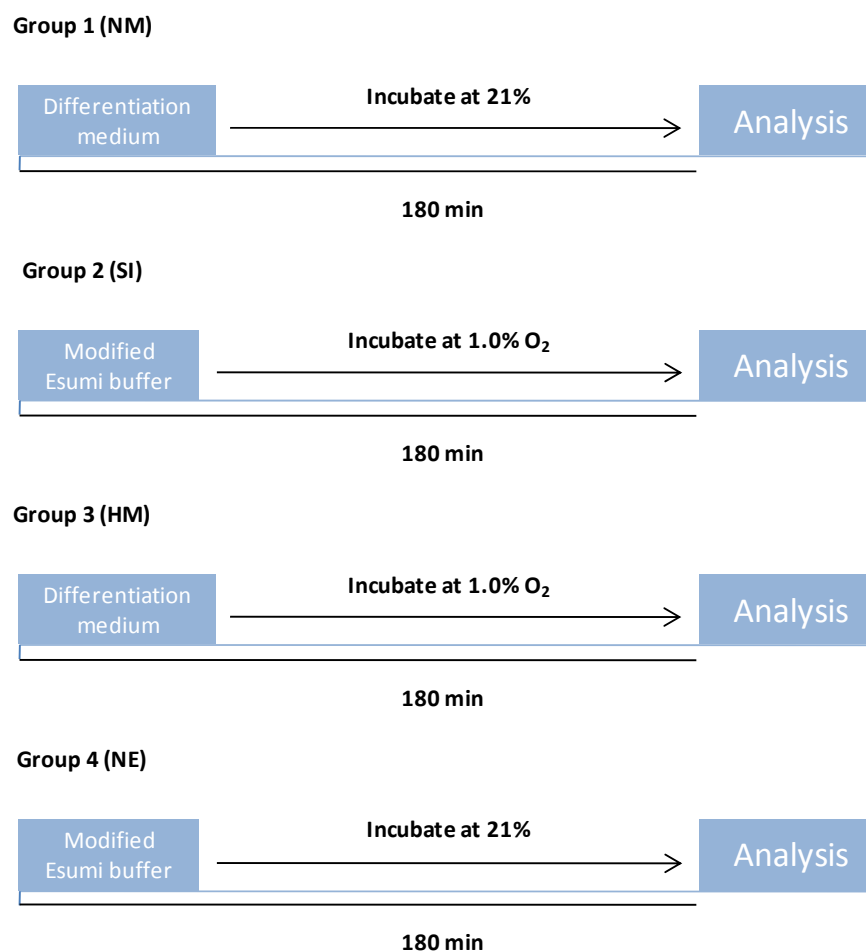 Group 1 (NM)
Differentiation
medium
Incubate at 21%
Analysis
180 min
Group 2 (SI)
Modified
Esumi buffer
Incubate at 1.0% O₂
Analysis
180 min
Group 3 (HM)
Differentiation
medium
Incubate at 1.0% O₂
Analysis
180 min
Group 4 (NE)
Modified
Esumi buffer
Incubate at 21%
Analysis
180 min